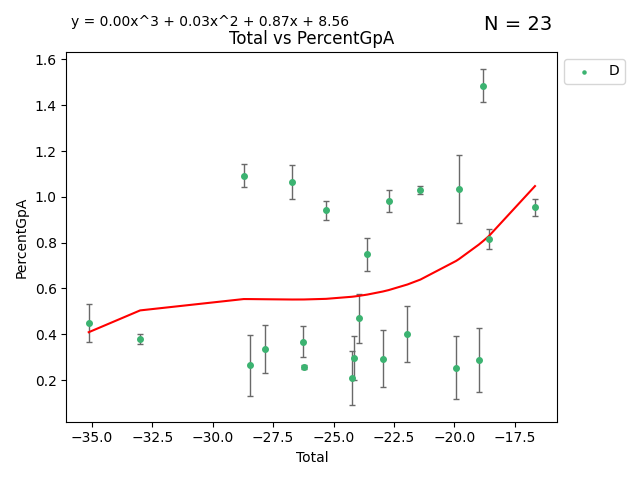 y = 0.00x^3 + 0.03x^2 + 0.87x + 8.56
N = 23
Total vs PercentGpA
D
1.6
1.4
1.2
1.0
0.8
0.6
0.4
0.2
PercentGpA
−35.0 −32.5 −30.0 −27.5 −25.0 −22.5 −20.0 −17.5
Total